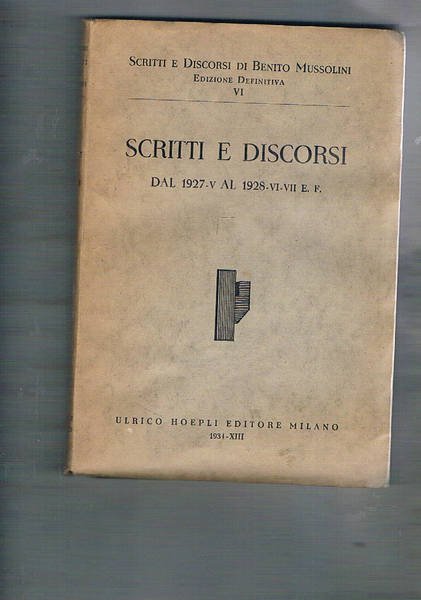 SCRITTI E DISCORSI DI BENITO MUSSOLINI
EDIZIONE DEFINITIVA
VI
SCRITTI E DISCORSI
DAL 1927-V AL 1928-VI-VII E. F.
ULRICO HOEPLI EDITORE MILANO
1934-XIII